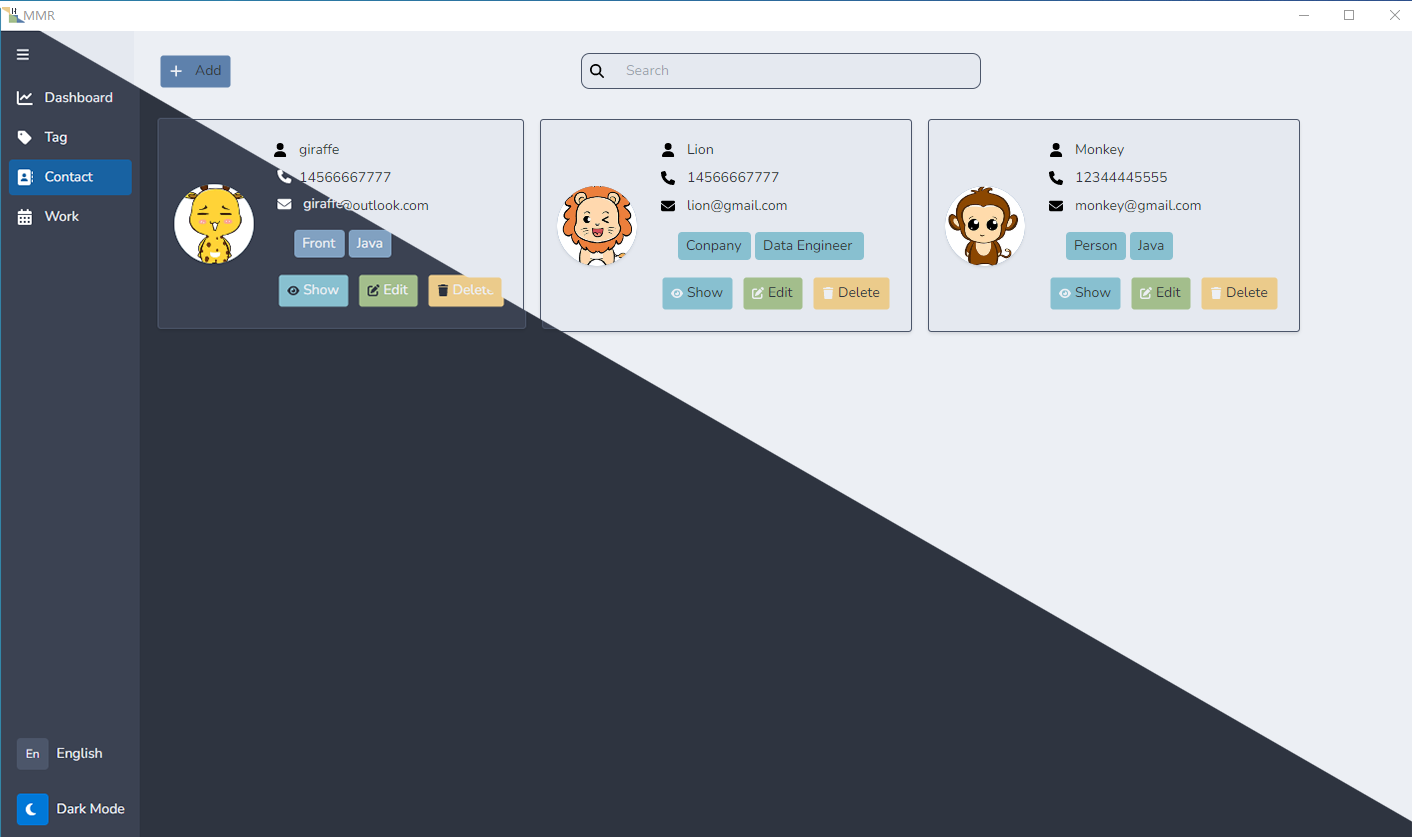 MMR
Add
Search
Dashboard
Tag
Contact
Work
giraffe
14566667777
giraffe@outlook.com
Front Java
Show Edit Delete
Lion
14566667777
lion@gmail.com
Conpany Data Engineer
Show Edit Delete
Monkey
12344445555
monkey@gmail.com
Person Java
Show Edit Delete
En English
Dark Mode